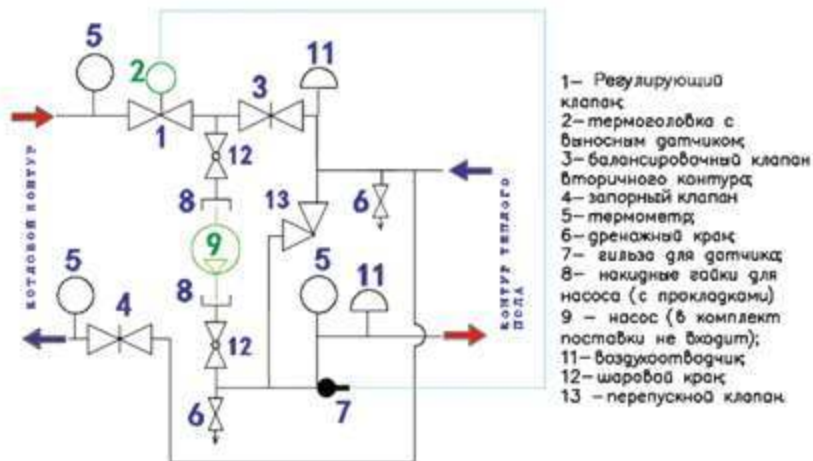 5
2
11
3
1
12
8
13
6
КОТЛОВОЙ КОНТУР
9
5
5
11
8
КОНТУР ТЕПЛОГО
ПОЛА
4
12
6
7
1– Регулирующий
клапан;
2–термоголовка с
выносным датчиком;
3–балансировочный клапан
вторичного контура;
4–запорный клапан
5–термометр;
6–дренажный кран;
7– гильза для датчика;
8– накидные гайки для
насоса (с прокладками)
9 – насос (в комплект
поставки не входит);
11–воздухоотводчик;
12–шаровой кран;
13 –перепускной клапан.